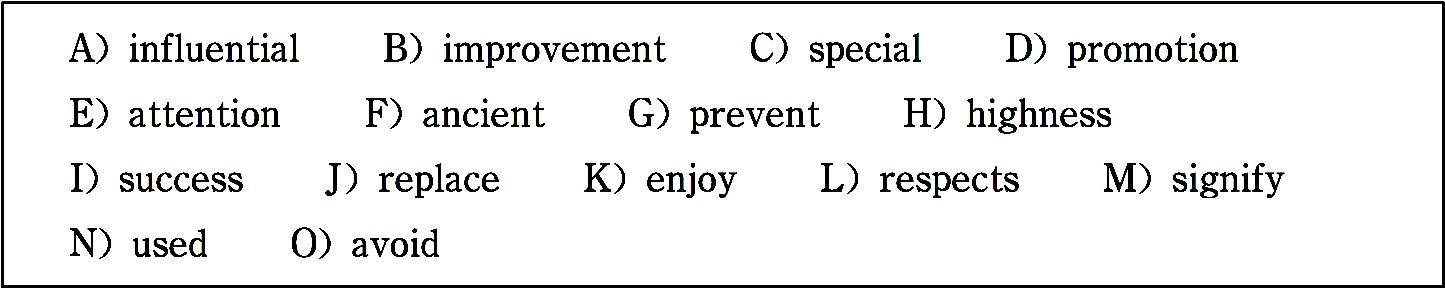 A) influential B) improvement C) special D) promotion
E) attention F) ancient G) prevent H) highness
I) success J) replace K) enjoy L) respects M) signify
N) used O) avoid